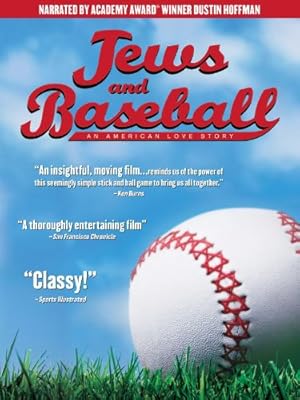 NARRATED BY ACADEMY AWARD® WINNER DUSTIN HOFFMAN
Jews
and
Baseball
AN AMERICAN LOVE STORY
"An insightful, moving film...reminds us of the power of
this seemingly simple stick and ball game to bring us all together."
~Ken Burns
"A thoroughly entertaining film"
~San Francisco Chronicle
"Classy!"
~Sports Illustrated